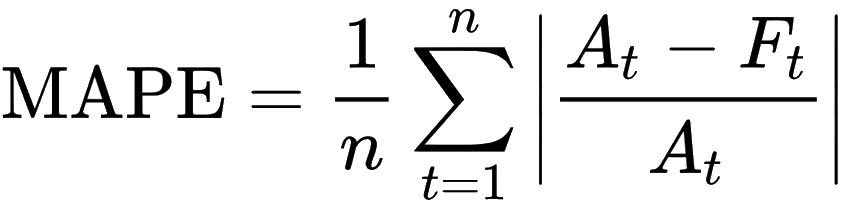 MAPE = \frac{1}{n} \sum_{t=1}^{n} \left| \frac{A_t - F_t}{A_t} \right|